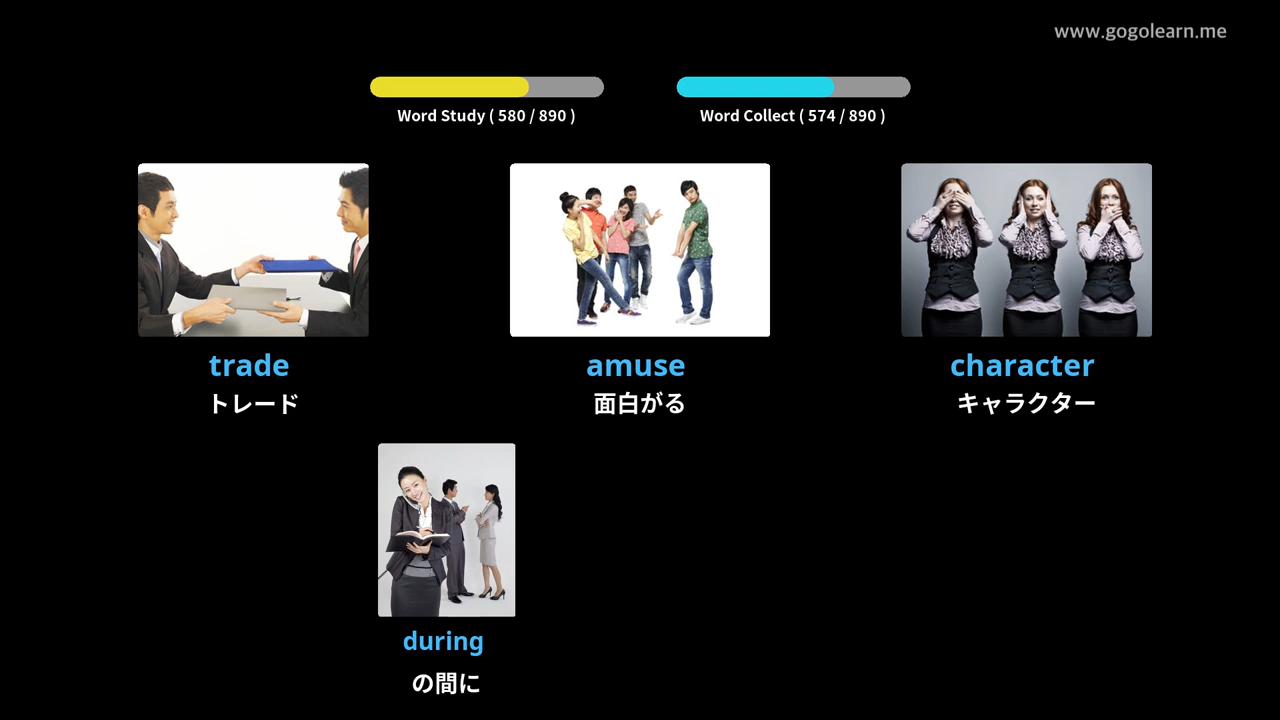 www.gogolearn.me
Word Study ( 580 / 890 )
Word Collect ( 574 / 890 )
trade
トレード
amuse
面白がる
character
キャラクター
during
の間に